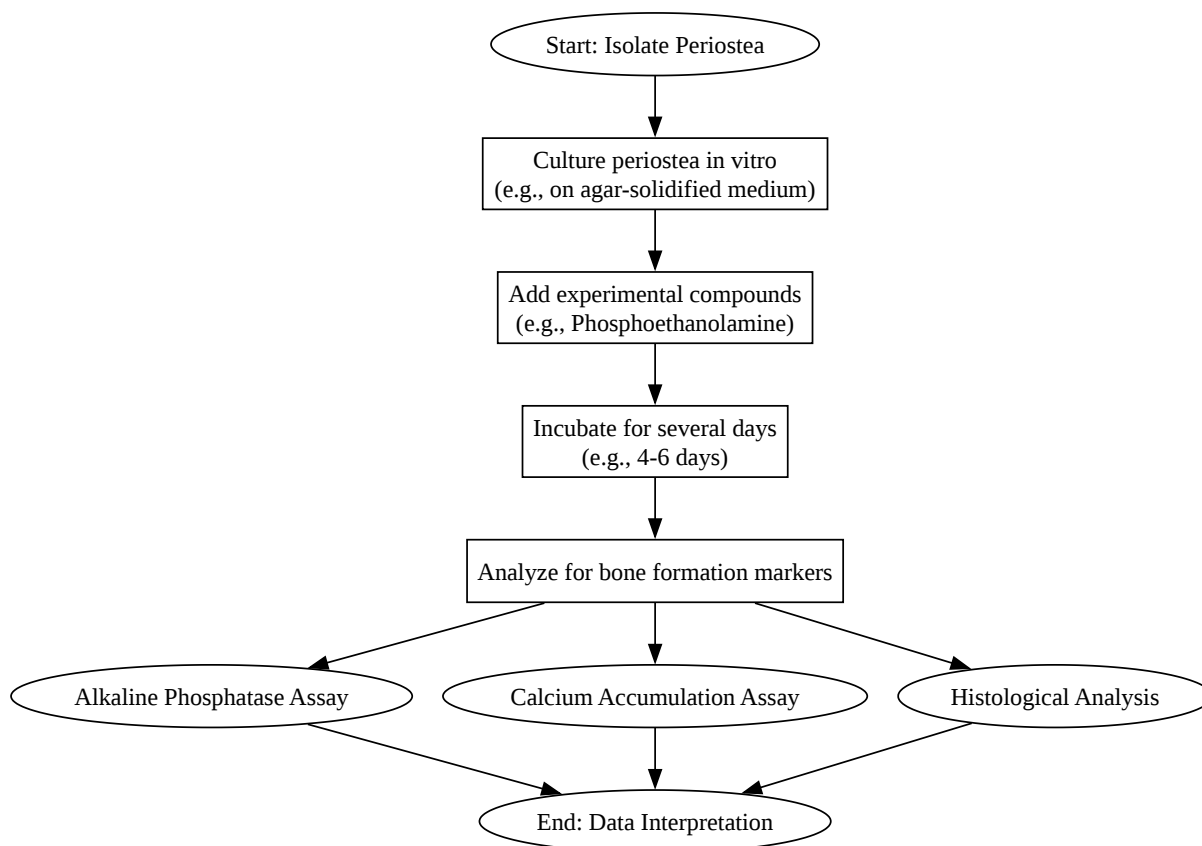 Start: Isolate Periostea
Culture periostea in vitro
(e.g., on agar-solidified medium)
Add experimental compounds
(e.g., Phosphoethanolamine)
Incubate for several days
(e.g., 4-6 days)
Analyze for bone formation markers
Alkaline Phosphatase Assay
Calcium Accumulation Assay
Histological Analysis
End: Data Interpretation